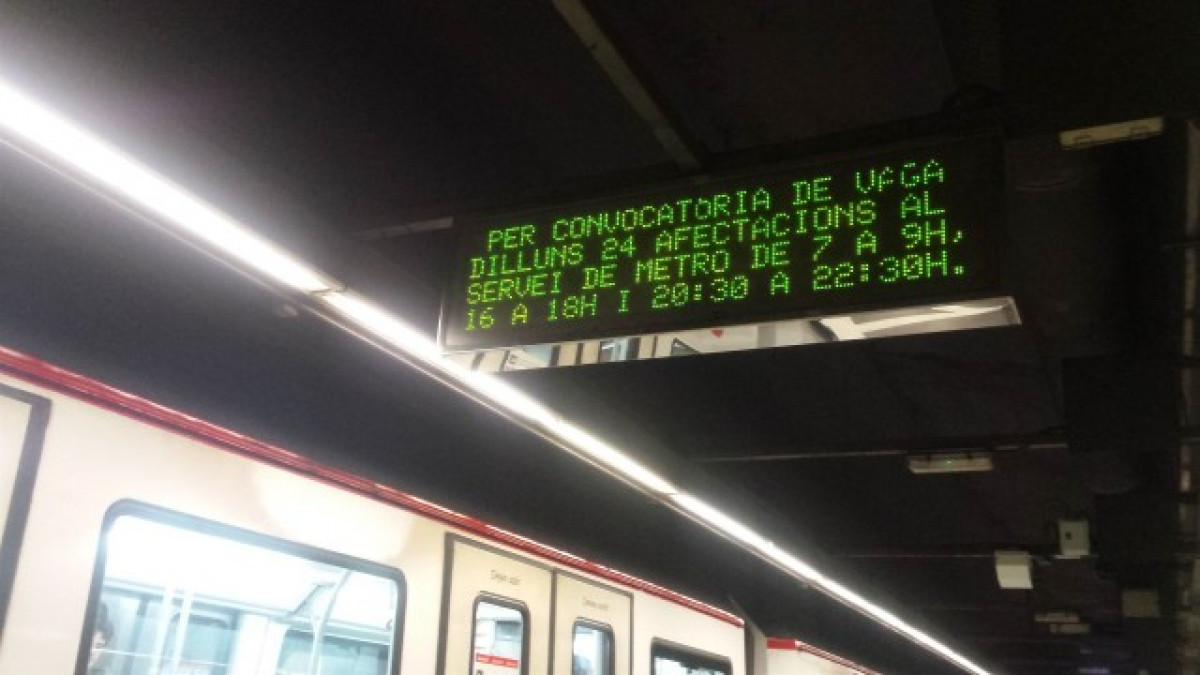 PER CONVOCATORIA DE VAGA
DILLUNS 24 AFECTACIONS AL
SERVEI DE METRO DE 7 A 9H,
16 A 18H I 20:30 A 22:30H.